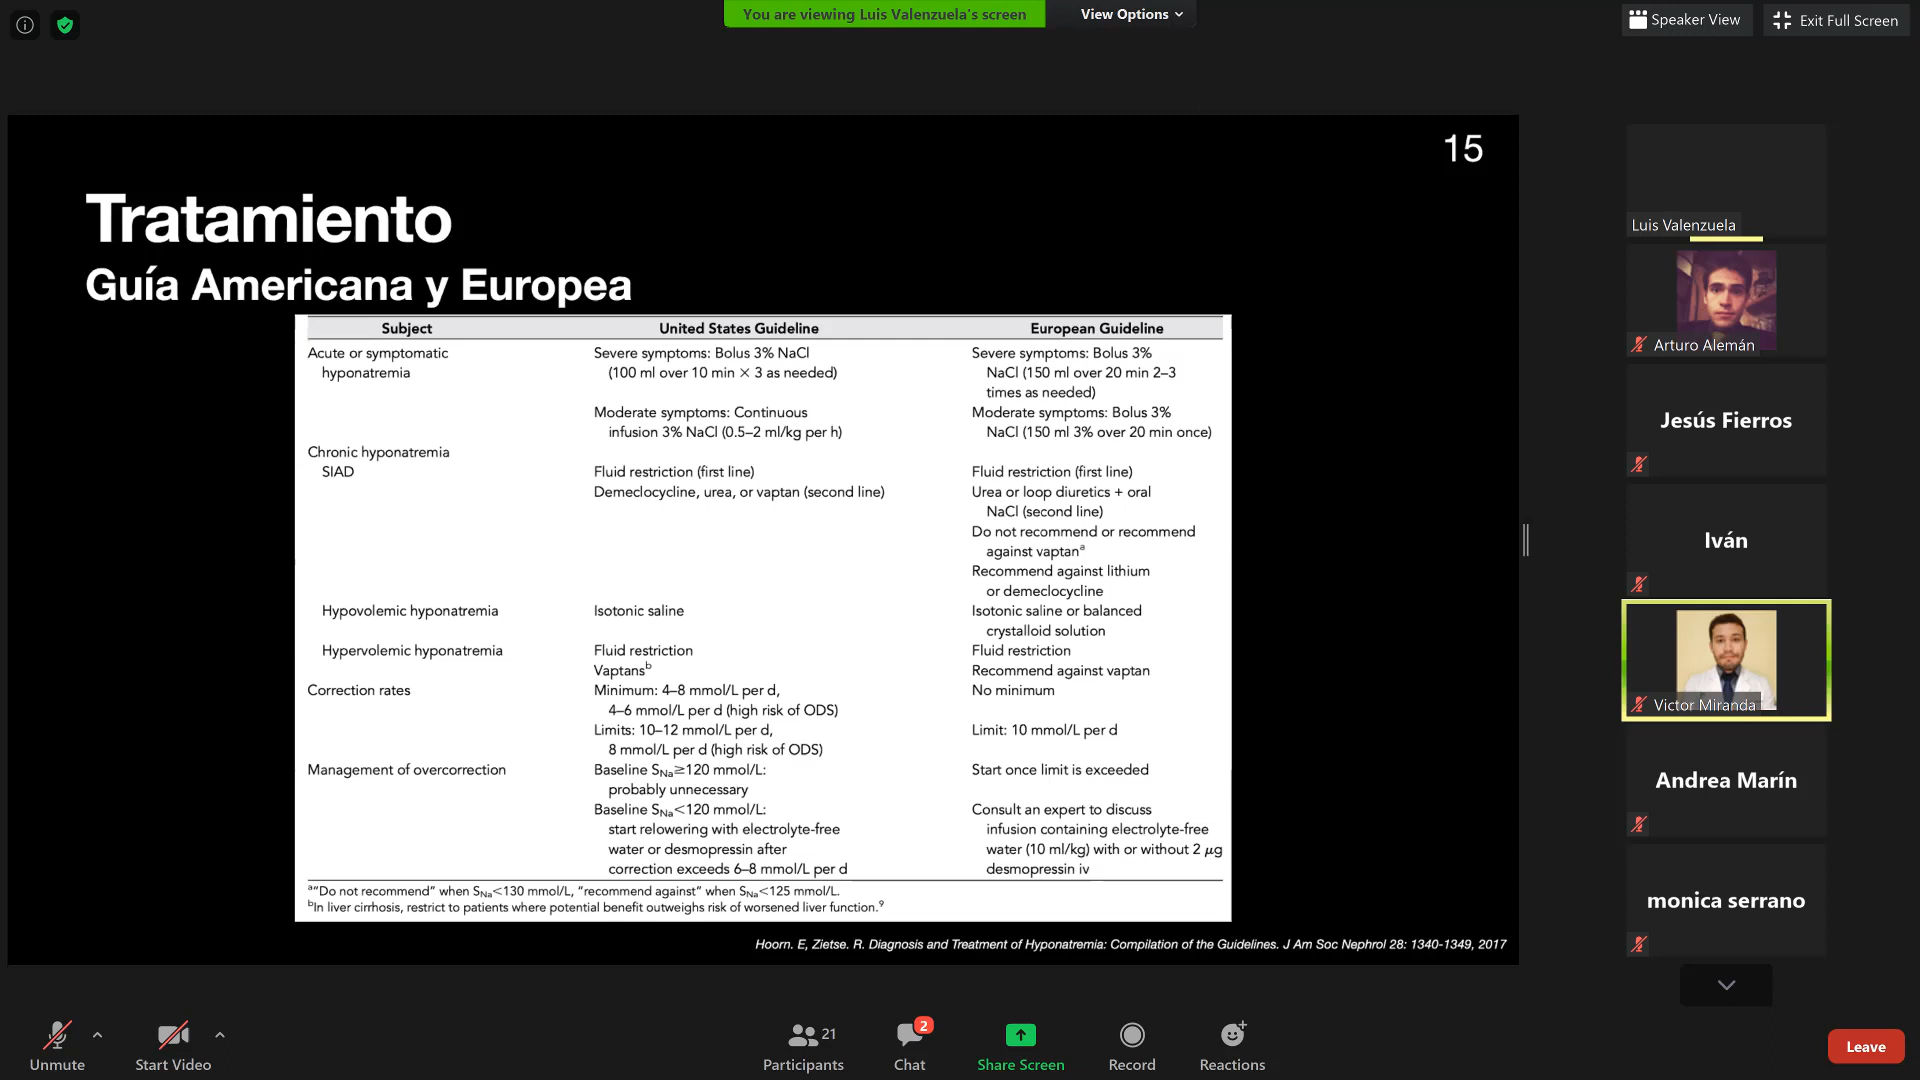 You are viewing Luis Valenzuela's screen
View Options
Speaker View
Exit Full Screen
15
Tratamiento
Guía Americana y Europea
Subject United States Guideline European Guideline
Acute or symptomatic Severe symptoms: Bolus 3% NaCl Severe symptoms: Bolus 3%
hyponatremia (100 ml over 10 min × 3 as needed) NaCl (150 ml over 20 min 2–3
times as needed)
Moderate symptoms: Continuous Moderate symptoms: Bolus 3%
infusion 3% NaCl (0.5–2 ml/kg per h) NaCl (150 ml 3% over 20 min once)
Chronic hyponatremia
SIAD Fluid restriction (first line) Fluid restriction (first line)
Demeclocycline, urea, or vaptan (second line) Urea or loop diuretics + oral
NaCl (second line)
Do not recommend or recommend
against vaptanᵃ
Recommend against lithium
or demeclocycline
Hypovolemic hyponatremia Isotonic saline Isotonic saline or balanced
crystalloid solution
Hypervolemic hyponatremia Fluid restriction Fluid restriction
Vaptansᵇ Recommend against vaptan
Correction rates Minimum: 4–8 mmol/L per d, No minimum
4–6 mmol/L per d (high risk of ODS)
Limits: 10–12 mmol/L per d, Limit: 10 mmol/L per d
8 mmol/L per d (high risk of ODS)
Management of overcorrection Baseline SNa≥120 mmol/L: Start once limit is exceeded
probably unnecessary
Baseline SNa<120 mmol/L: Consult an expert to discuss
start relowering with electrolyte-free infusion containing electrolyte-free
water or desmopressin after water (10 ml/kg) with or without 2 μg
correction exceeds 6–8 mmol/L per d desmopressin iv
ᵃ"Do not recommend" when SNa<130 mmol/L, "recommend against" when SNa<125 mmol/L.
ᵇIn liver cirrhosis, restrict to patients where potential benefit outweighs risk of worsened liver function.⁹
Hoorn. E, Zietse. R. Diagnosis and Treatment of Hyponatremia: Compilation of the Guidelines. J Am Soc Nephrol 28: 1340-1349, 2017
Luis Valenzuela
Arturo Alemán
Jesús Fierros
Iván
Victor Miranda
Andrea Marín
monica serrano
Unmute
Start Video
21
Participants
2
Chat
Share Screen
Record
Reactions
Leave